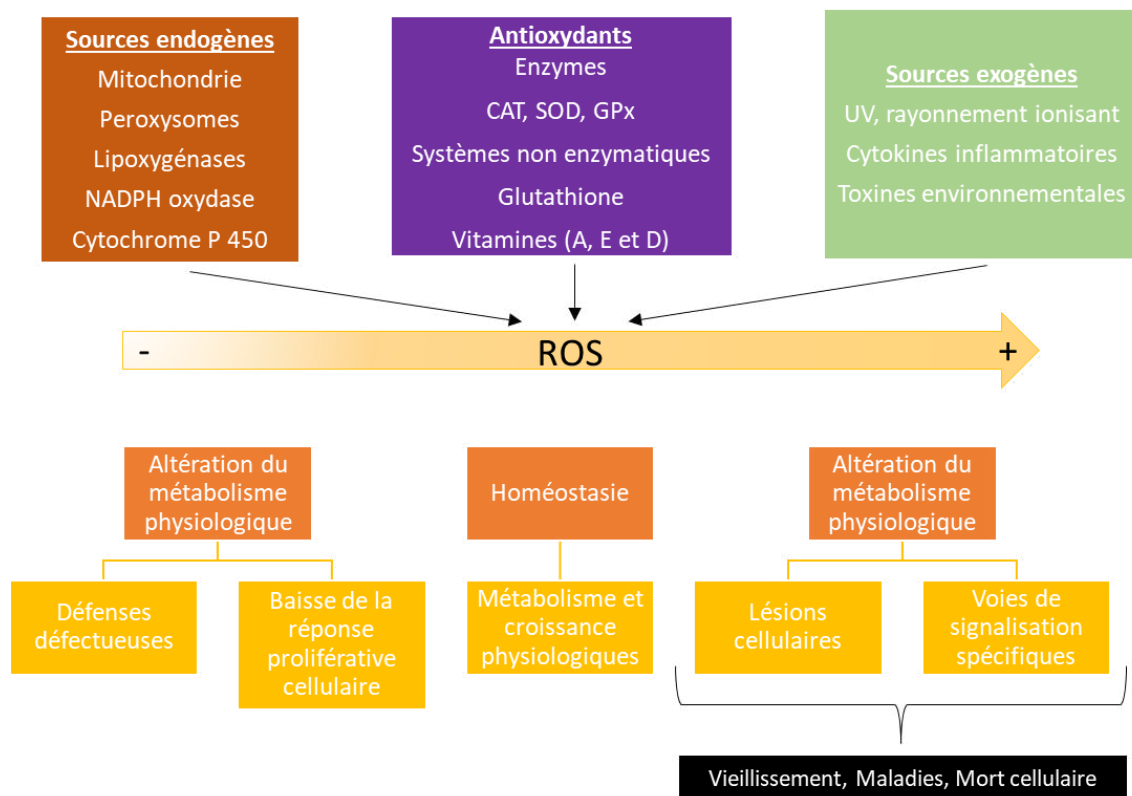 Sources endogènes
Mitochondrie
Peroxysomes
Lipoxygénases
NADPH oxydase
Cytochrome P 450
Antioxydants
Enzymes
CAT, SOD, GPx
Systèmes non enzymatiques
Glutathione
Vitamines (A, E et D)
Sources exogènes
UV, rayonnement ionisant
Cytokines inflammatoires
Toxines environnementales
- ROS +
Altération du
métabolisme
physiologique
Homéostasie
Altération du
métabolisme
physiologique
Défenses
défectueuses
Baisse de la
réponse
proliférative
cellulaire
Métabolisme et
croissance
physiologiques
Lésions
cellulaires
Voies de
signalisation
spécifiques
Vieillissement, Maladies, Mort cellulaire